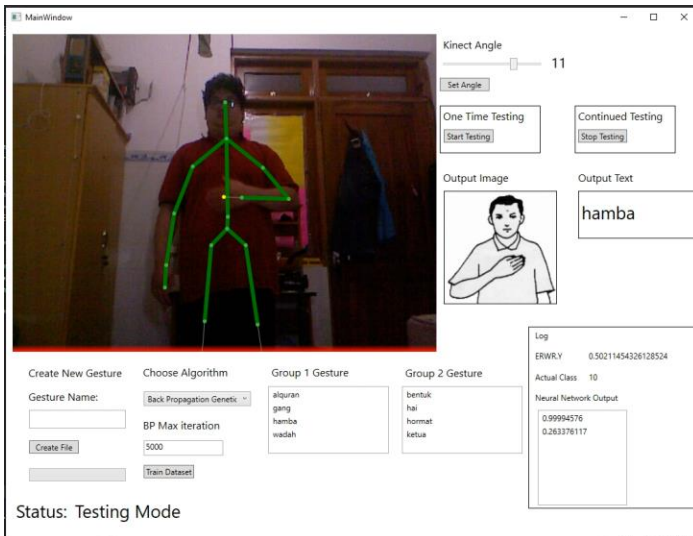 MainWindow
Kinect Angle
11
Set Angle
One Time Testing
Start Testing
Continued Testing
Stop Testing
Output Image
Output Text
hamba
Create New Gesture
Gesture Name:
Create File
Choose Algorithm
Back Propagation Genetic
BP Max iteration
5000
Train Dataset
Group 1 Gesture
alquran
gang
hamba
wadah
Group 2 Gesture
bentuk
hai
hormat
ketua
Log
ERWR.Y 0.50211454326128524
Actual Class 10
Neural Network Output
0.99994576
0.263376117
Status: Testing Mode